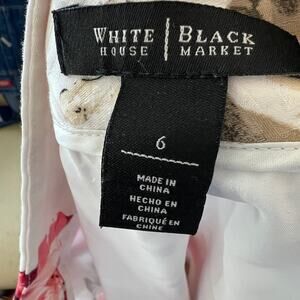 WHITE | BLACK
HOUSE | MARKET
6
MADE IN
CHINA
HECHO EN
CHINA
FABRIQUÉ EN
CHINE